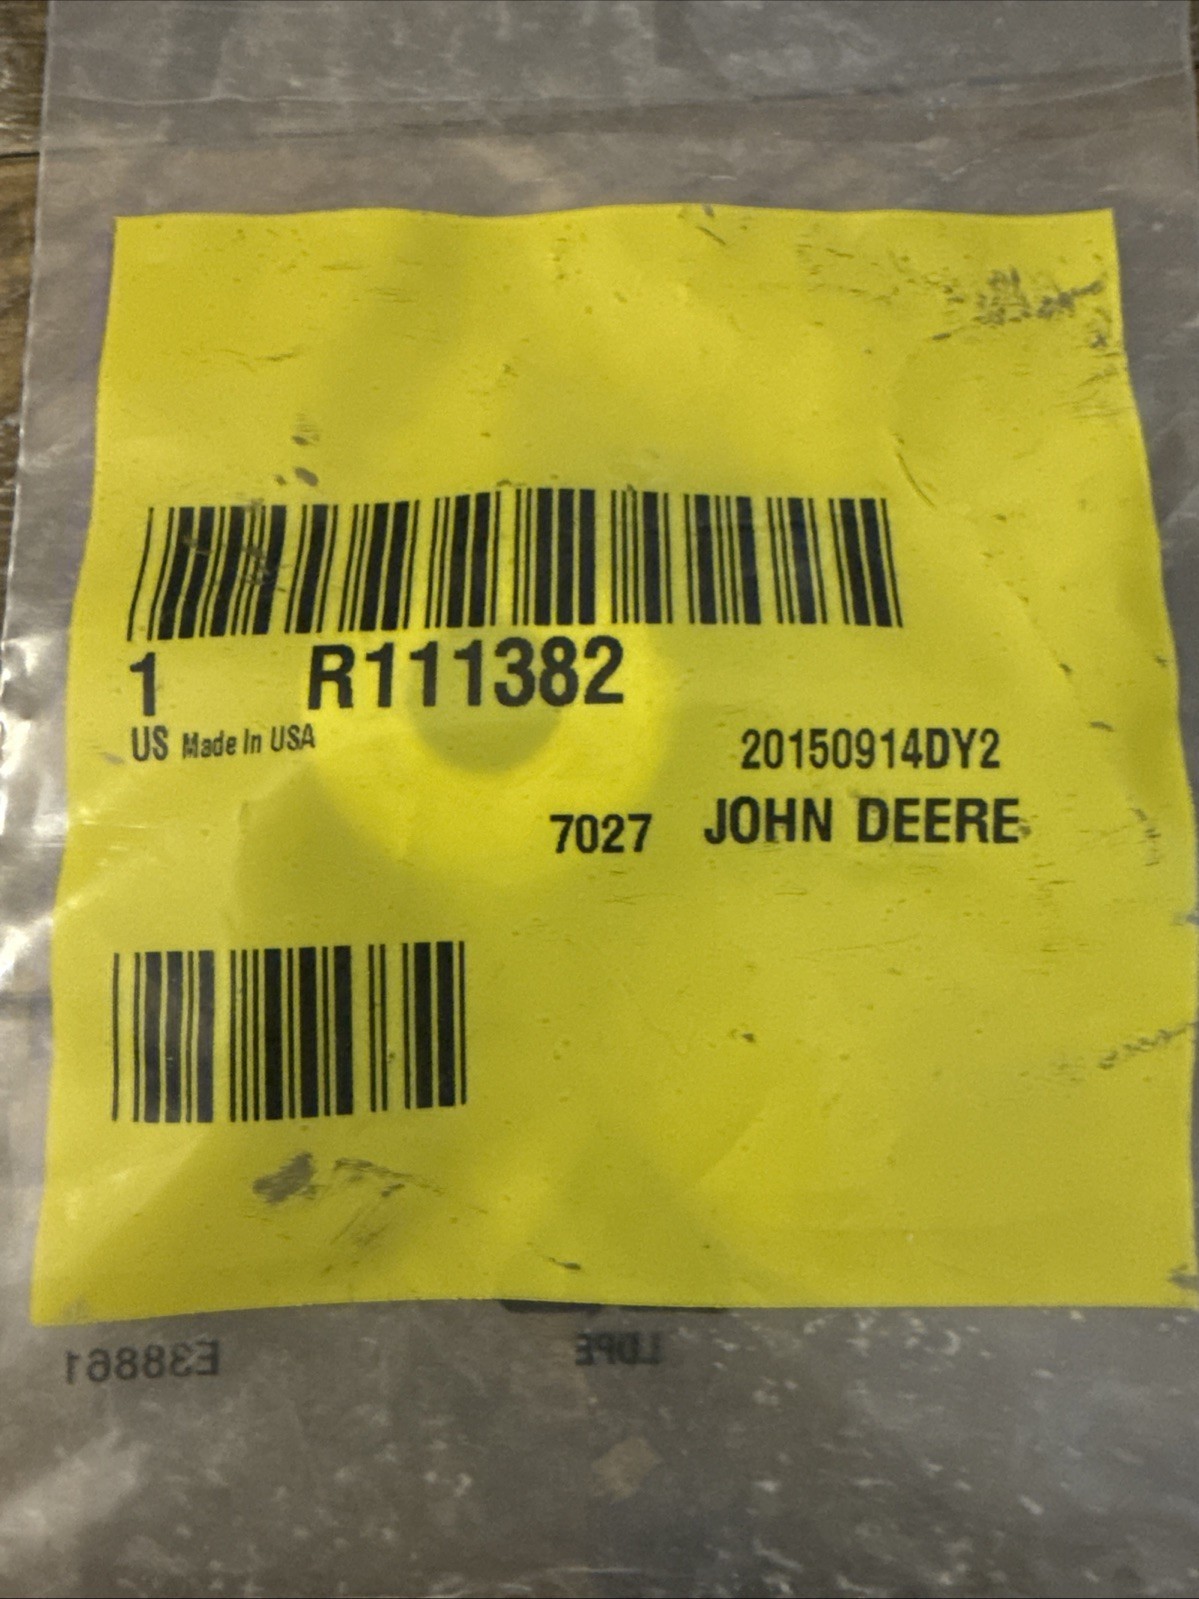 1 R111382
US Made In USA
20150914DY2
7027 JOHN DEERE
E38861 LDPE